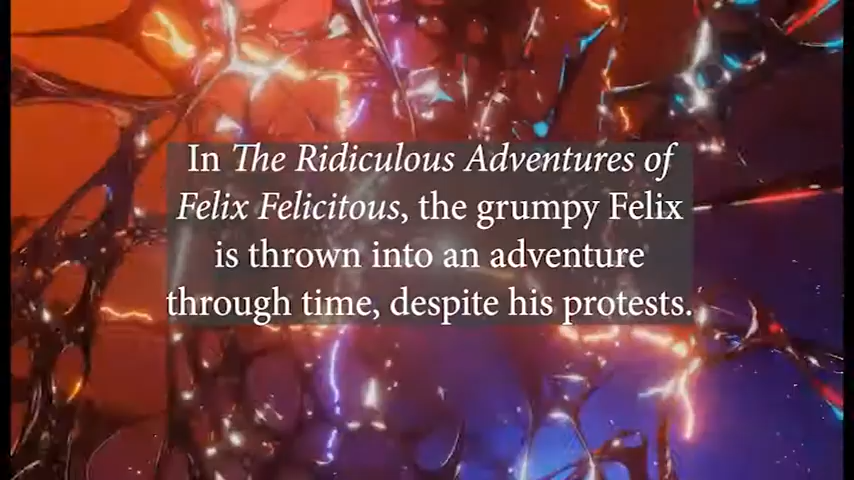 In The Ridiculous Adventures of
Felix Felicitous, the grumpy Felix
is thrown into an adventure
through time, despite his protests.